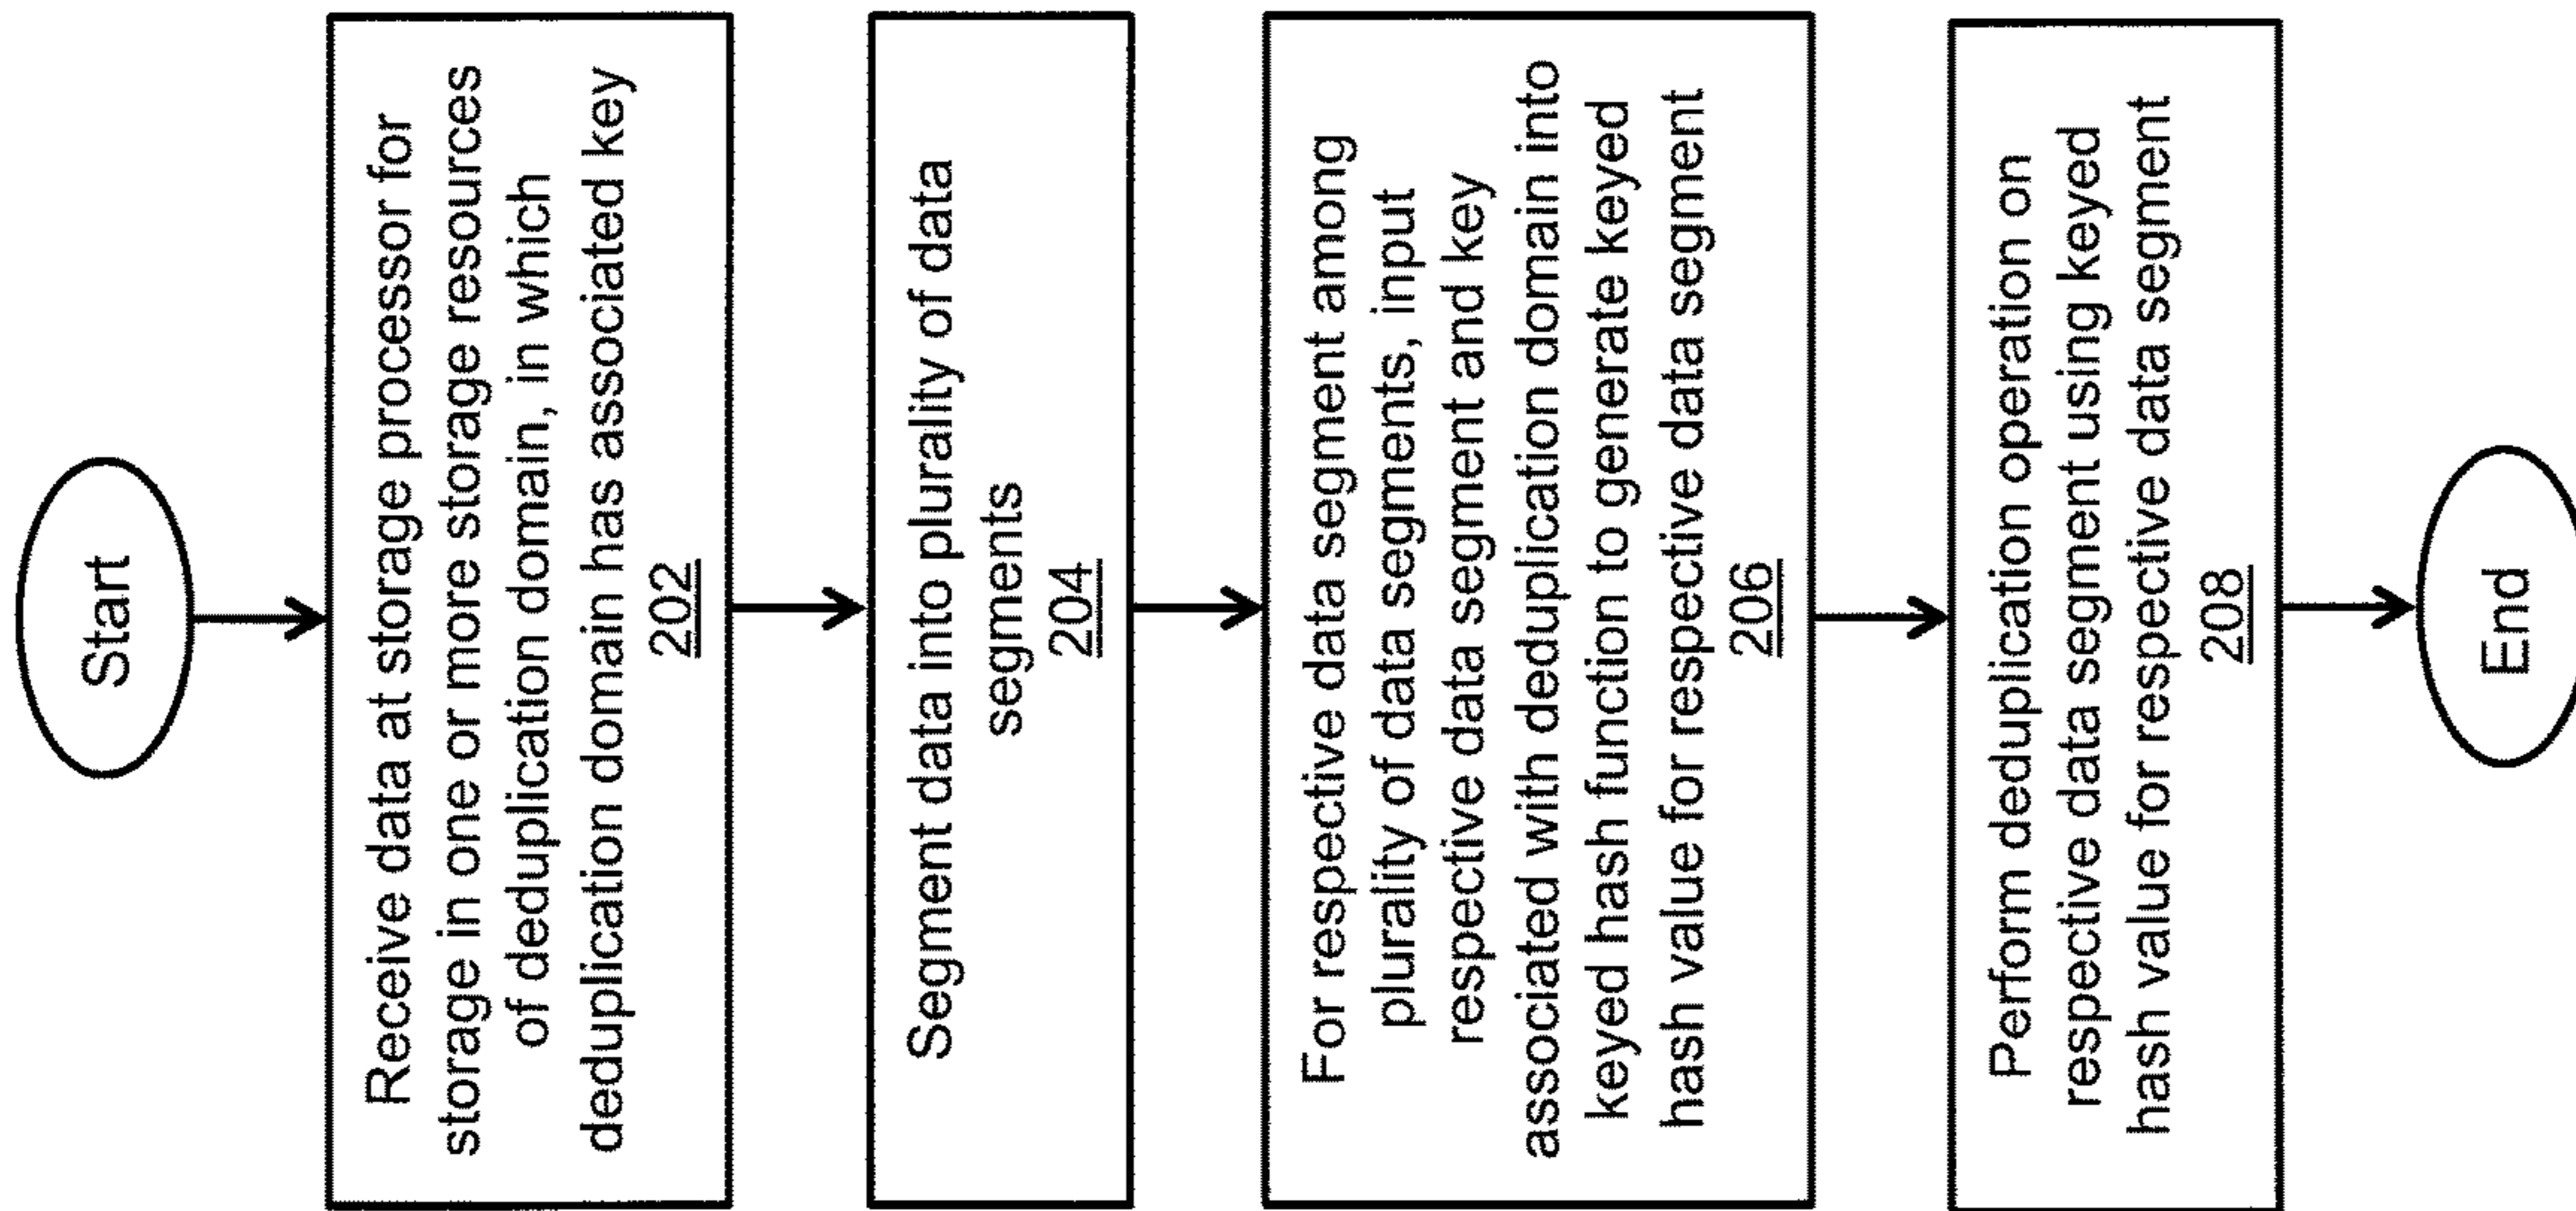 Start
Receive data at storage processor for
storage in one or more storage resources
of deduplication domain, in which
deduplication domain has associated key
202
Segment data into plurality of data
segments
204
For respective data segment among
plurality of data segments, input
respective data segment and key
associated with deduplication domain into
keyed hash function to generate keyed
hash value for respective data segment
206
Perform deduplication operation on
respective data segment using keyed
hash value for respective data segment
208
End